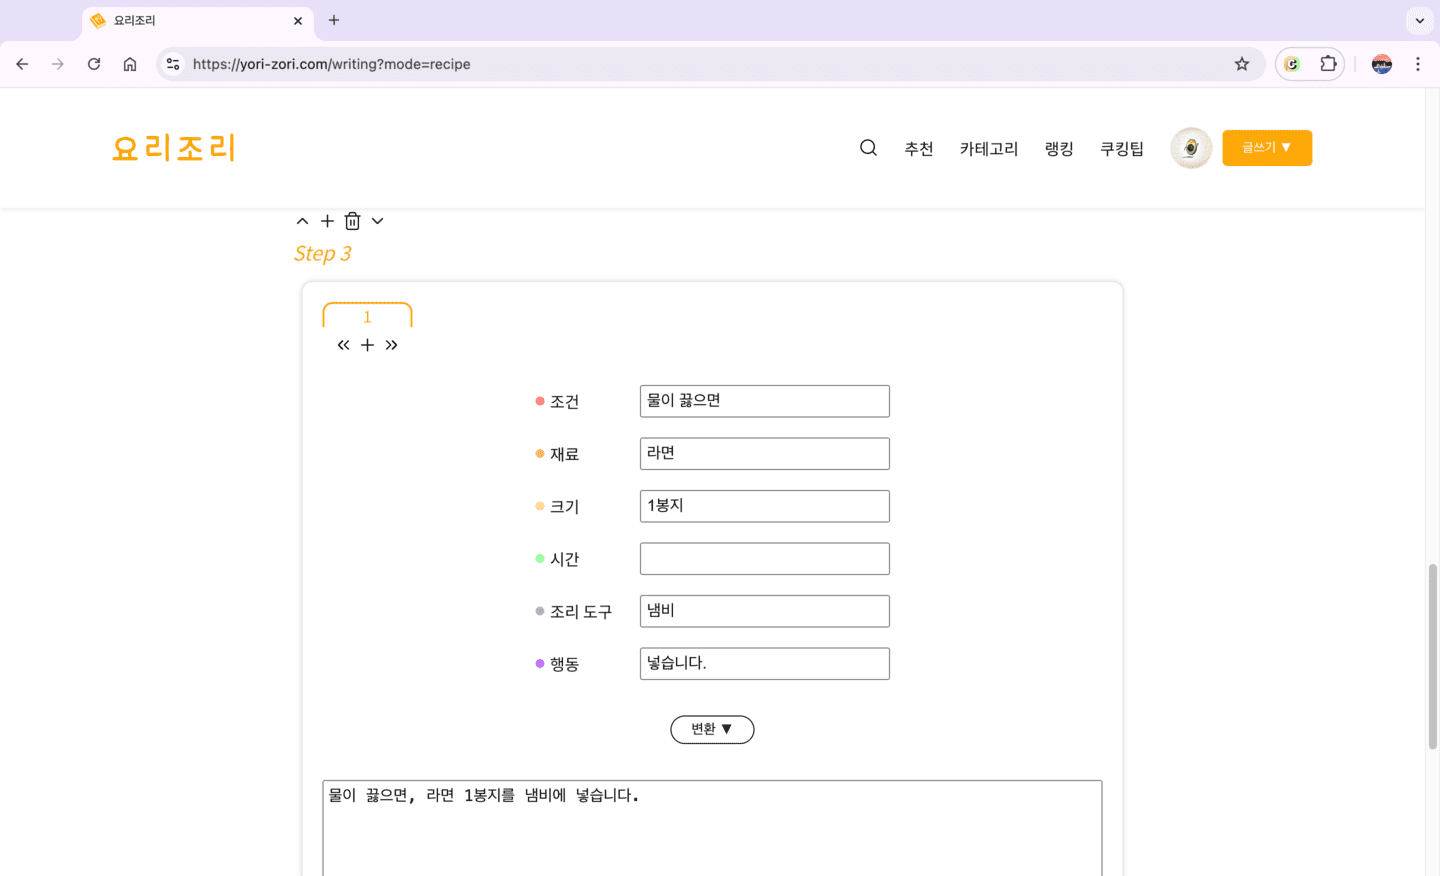 요리조리
https://yori-zori.com/writing?mode=recipe
요리조리
추천 카테고리 랭킹 쿠킹팁 글쓰기 ▼
Step 3
1
조건 물이 끓으면
재료 라면
크기 1봉지
시간
조리 도구 냄비
행동 넣습니다.
변환 ▼
물이 끓으면, 라면 1봉지를 냄비에 넣습니다.